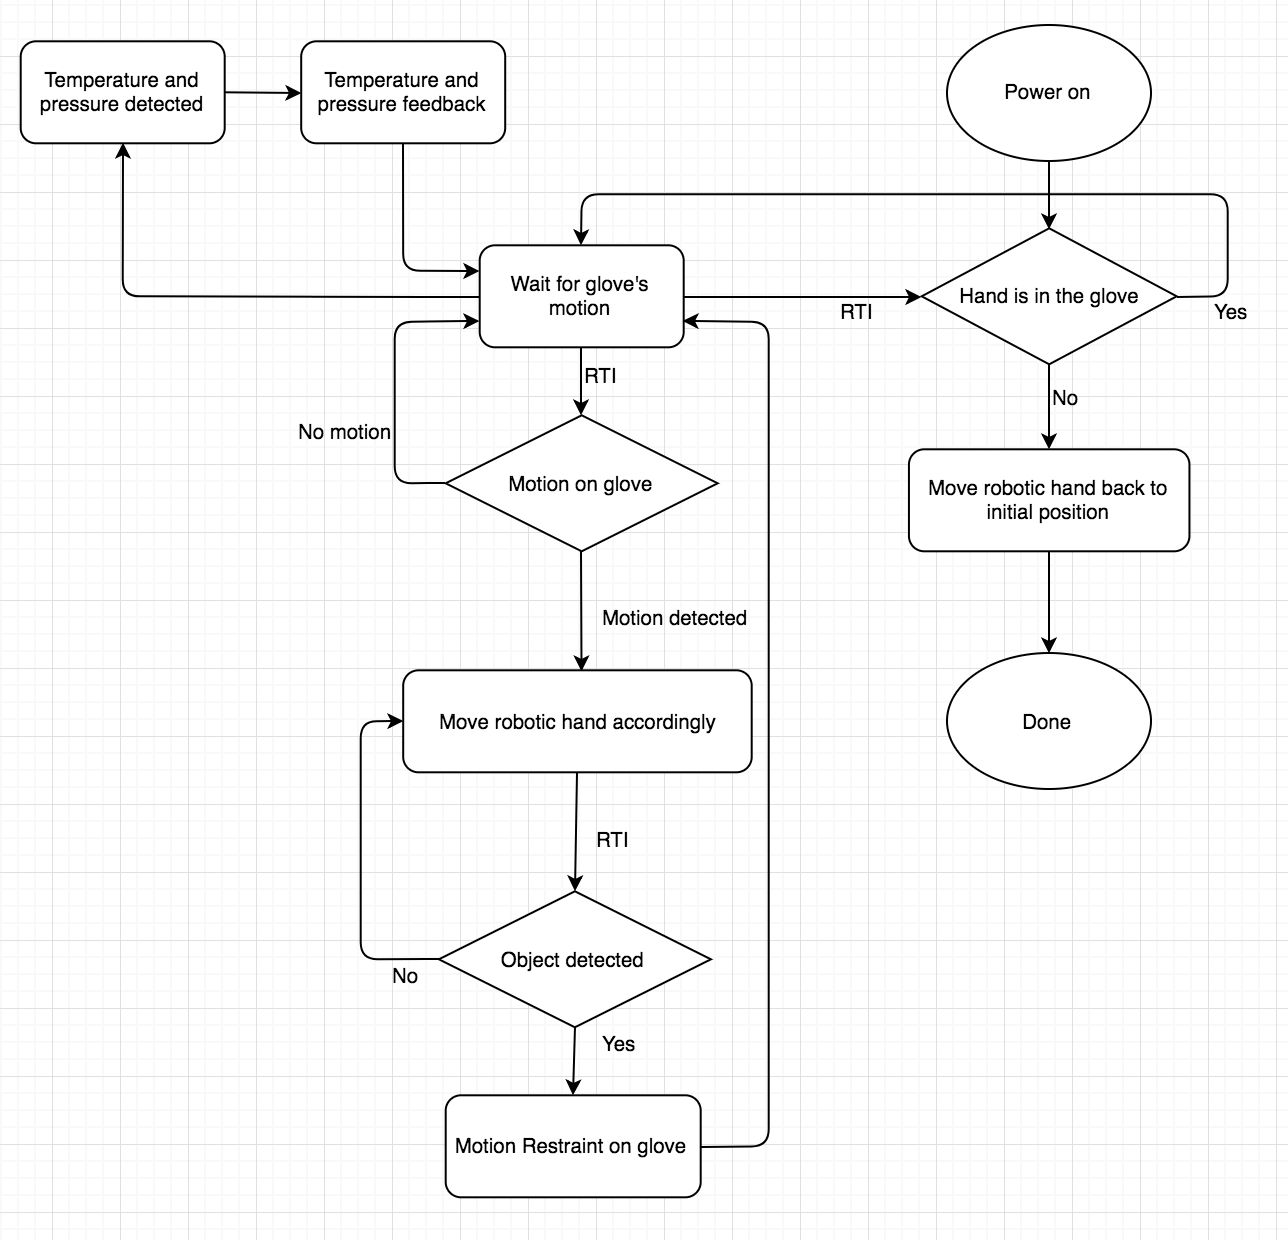 Temperature and
pressure detected
Temperature and
pressure feedback
Power on
Wait for glove's
motion
RTI
Hand is in the glove
Yes
RTI
No
No motion
Motion on glove
Move robotic hand back to
initial position
Motion detected
Move robotic hand accordingly
Done
RTI
Object detected
No
Yes
Motion Restraint on glove